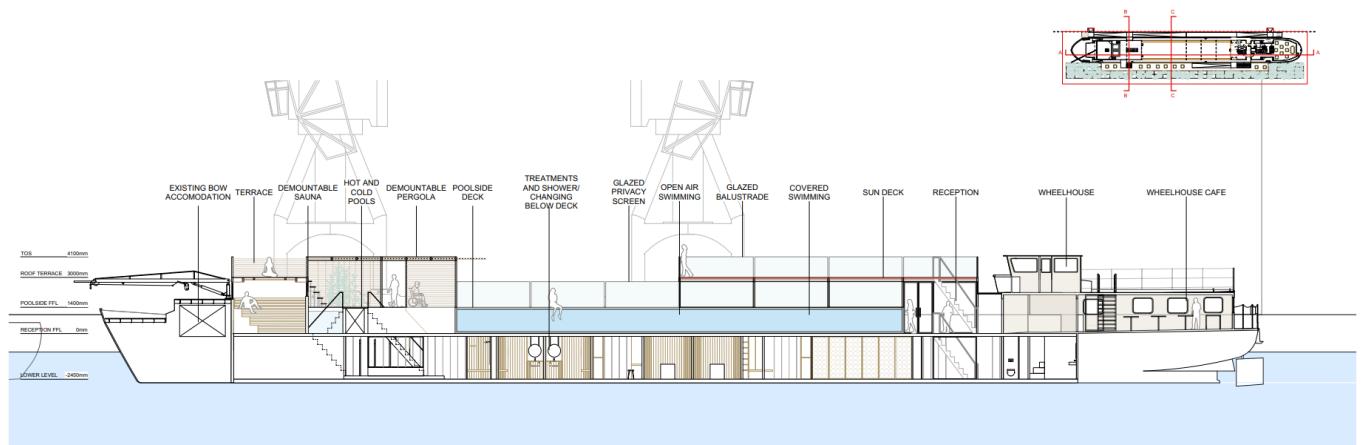 B
C
A
A
B
C
EXISTING BOW
ACCOMODATION
TERRACE
DEMOUNTABLE
SAUNA
HOT AND
COLD
POOLS
DEMOUNTABLE
PERGOLA
POOLSIDE
DECK
TREATMENTS
AND SHOWER/
CHANGING
BELOW DECK
GLAZED
PRIVACY
SCREEN
OPEN AIR
SWIMMING
GLAZED
BALUSTRADE
COVERED
SWIMMING
SUN DECK
RECEPTION
WHEELHOUSE
WHEELHOUSE CAFE
TOS 4100mm
ROOF TERRACE 3000mm
POOLSIDE FFL 1400mm
RECEPTION FFL 0mm
LOWER LEVEL -2400mm